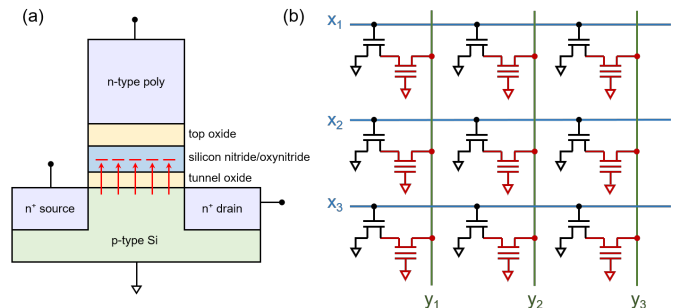 (a)
n-type poly
top oxide
silicon nitride/oxynitride
tunnel oxide
n⁺ source
n⁺ drain
p-type Si
(b)
x₁
x₂
x₃
y₁ y₂ y₃